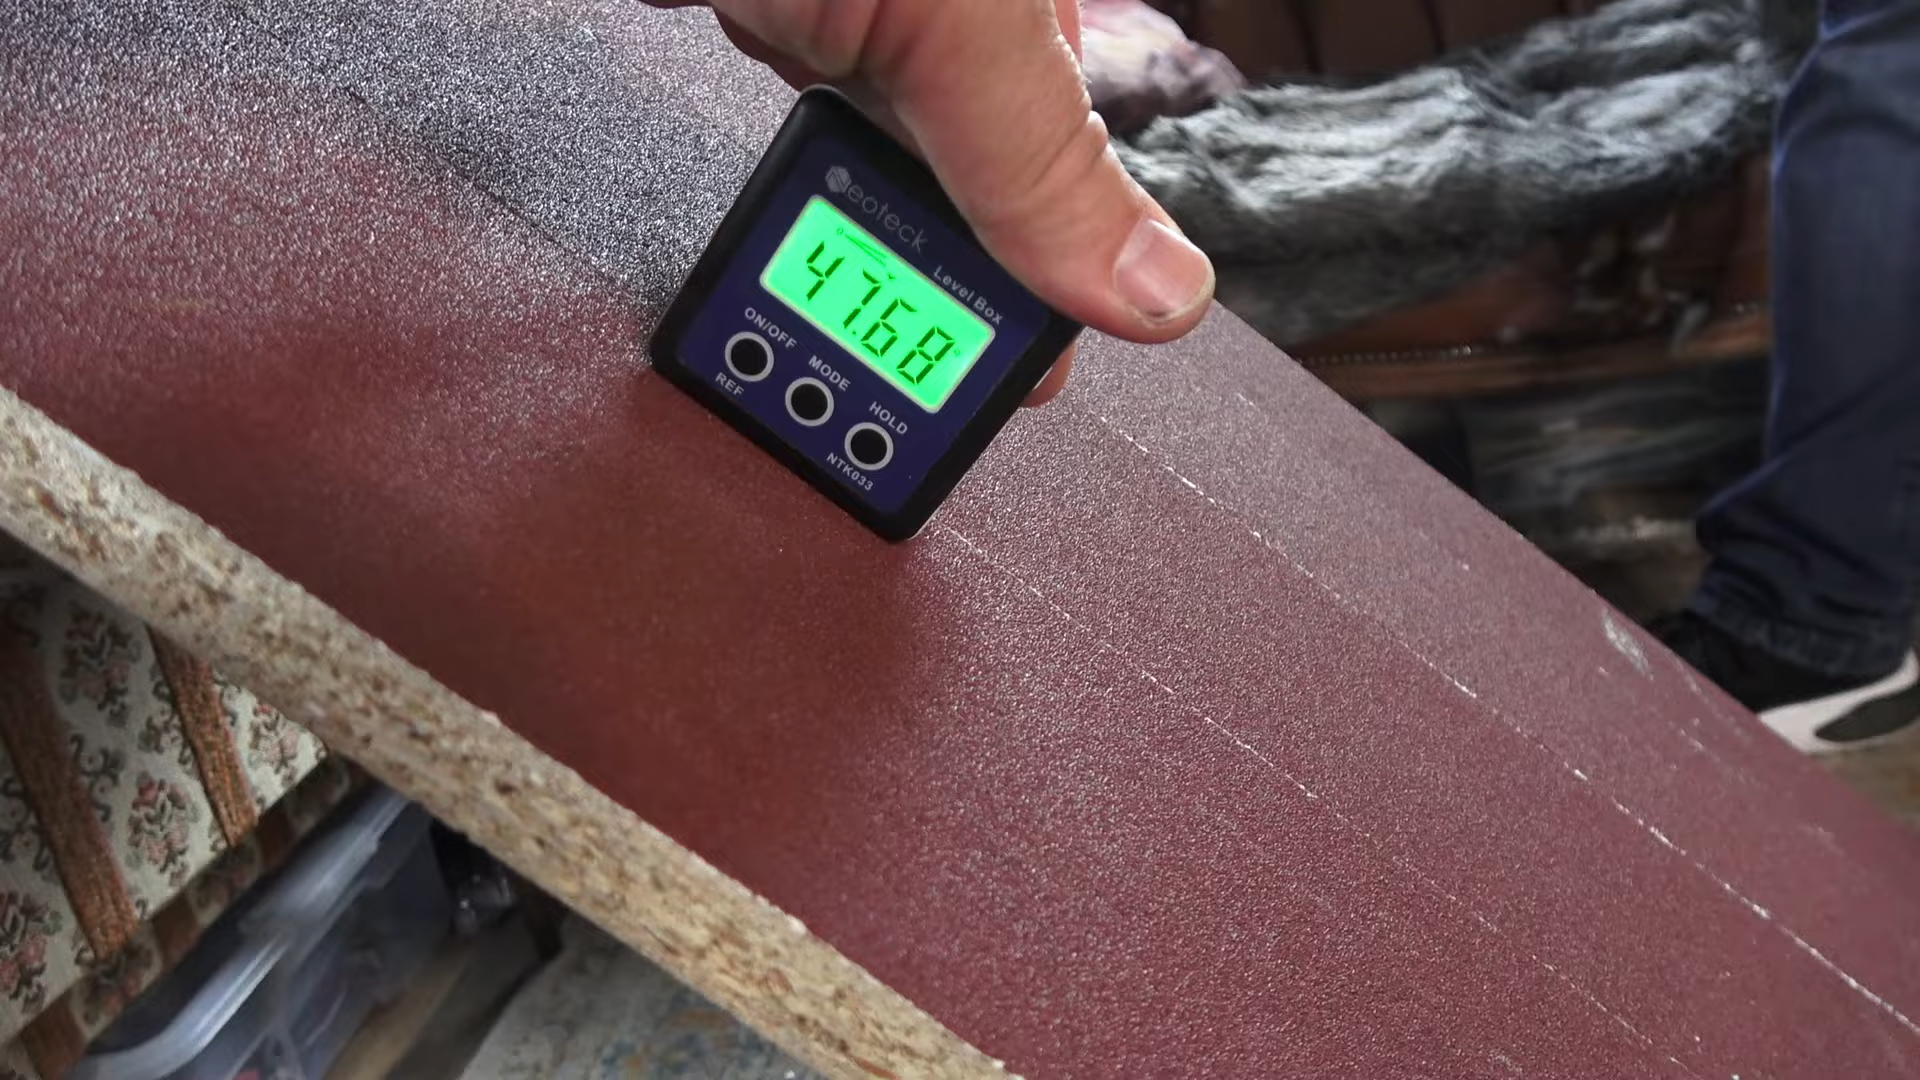 Neoteck
Level Box
47.68°
ON/OFF
MODE
HOLD
REF
NTK033